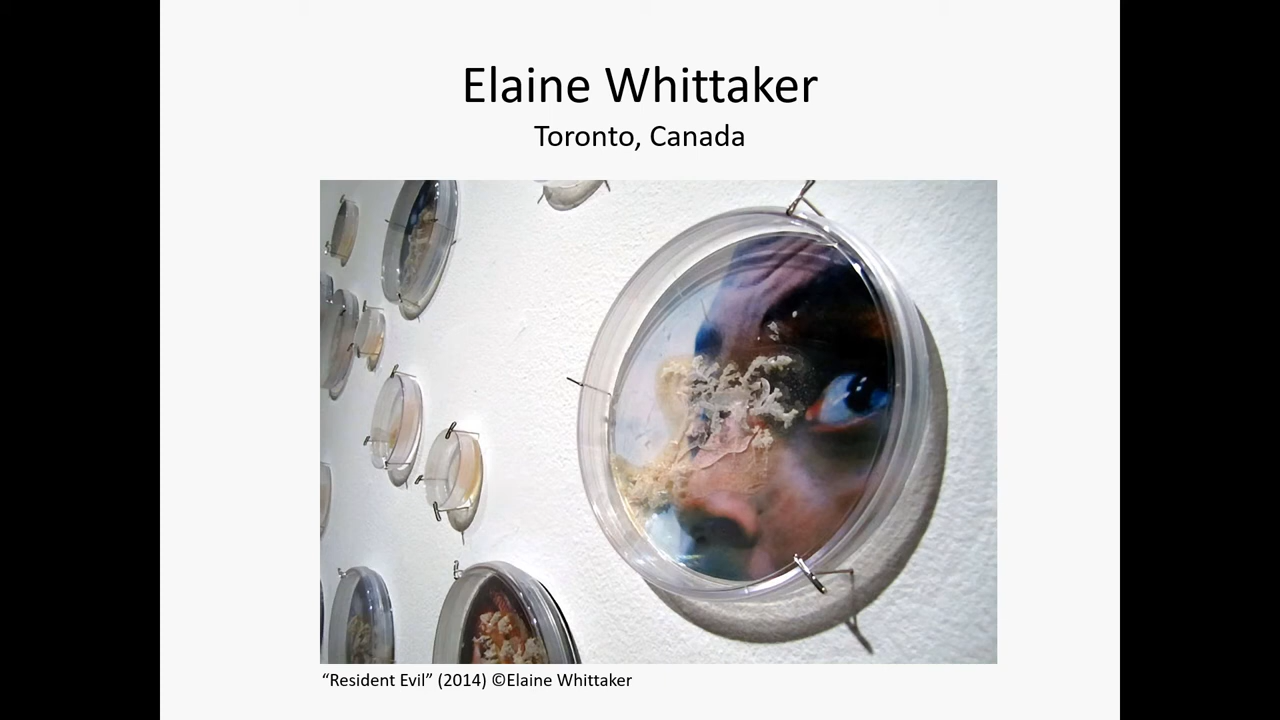 Elaine Whittaker
Toronto, Canada
“Resident Evil” (2014) ©Elaine Whittaker